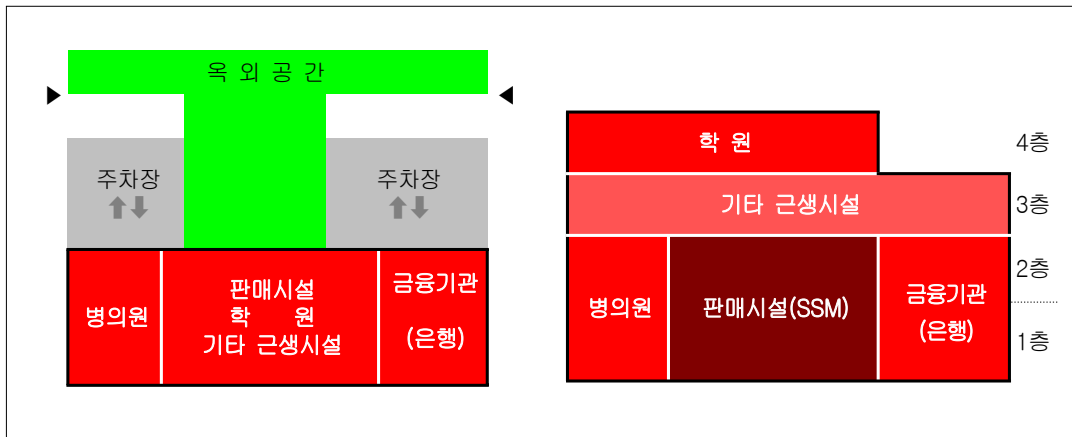 옥 외 공 간
주차장
주차장
병의원
판매시설
학 원
기타 근생시설
금융기관
(은행)
학 원
4층
기타 근생시설
3층
병의원
판매시설(SSM)
금융기관
(은행)
2층
1층